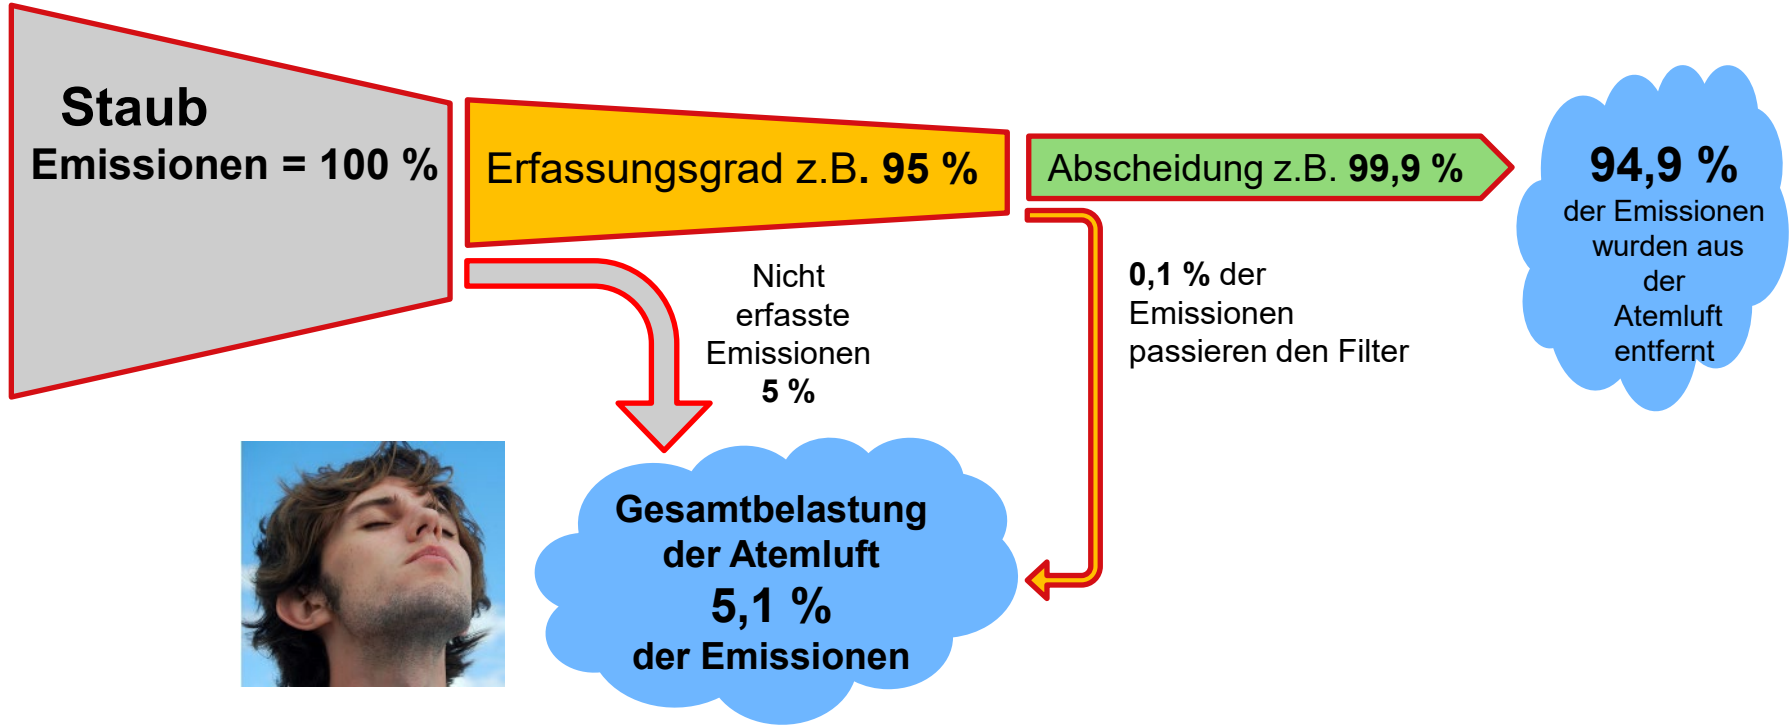 Staub
Emissionen = 100 %
Erfassungsgrad z.B. 95 %
Abscheidung z.B. 99,9 %
94,9 %
der Emissionen
wurden aus
der
Atemluft
entfernt
Nicht
erfasste
Emissionen
5 %
0,1 % der
Emissionen
passieren den Filter
Gesamtbelastung
der Atemluft
5,1 %
der Emissionen